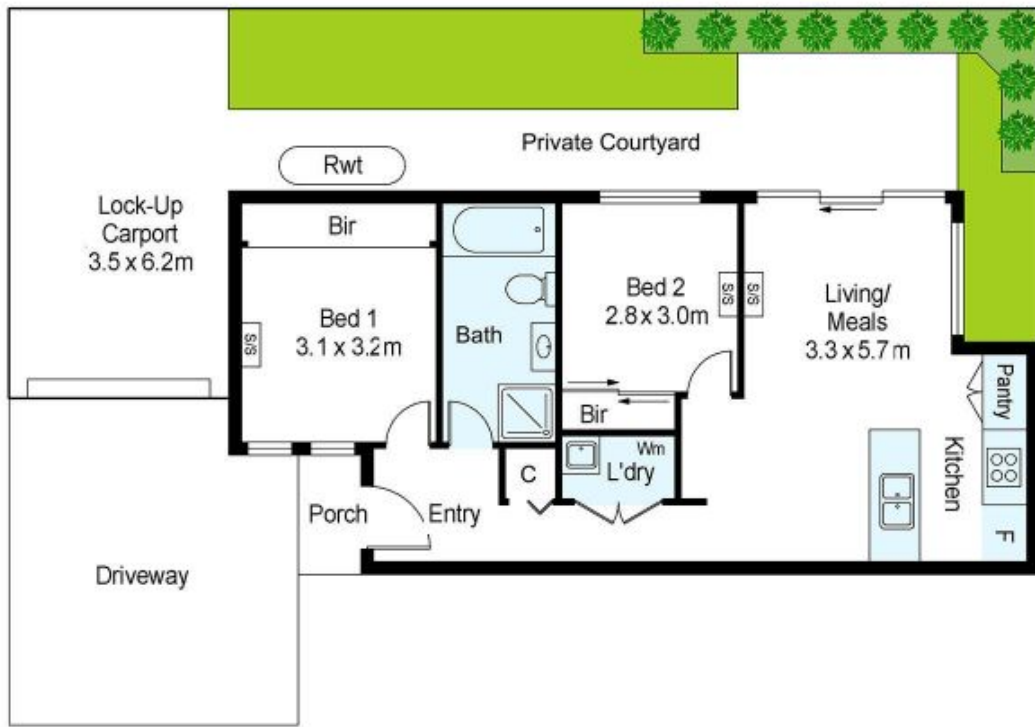 Private Courtyard
Rwt
Lock-Up
Carport
3.5 x 6.2m
Bir
Bed 1
3.1 x 3.2m
S/S
Bath
Bed 2
2.8 x 3.0m
S/S
S/S
Living/
Meals
3.3 x 5.7m
Bir
Pantry
Kitchen
F
Wm
L'dry
C
Porch
Entry
Driveway